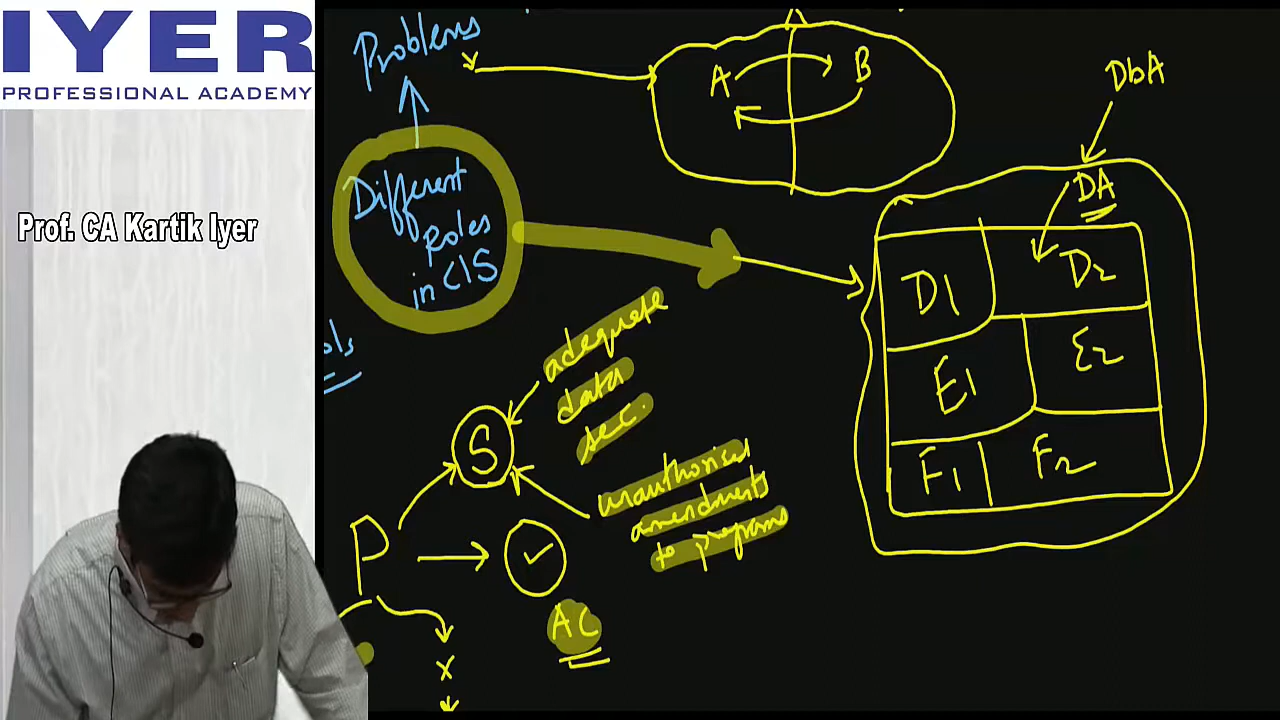 IYER
PROFESSIONAL ACADEMY
Prof. CA Kartik Iyer
Problems
A
B
DbA
Different
Roles
in CIS
DA
D1
D2
E1
E2
F1
F2
adequate
data
sec.
S
unauthorised
amendments
to programs
P
AC
x